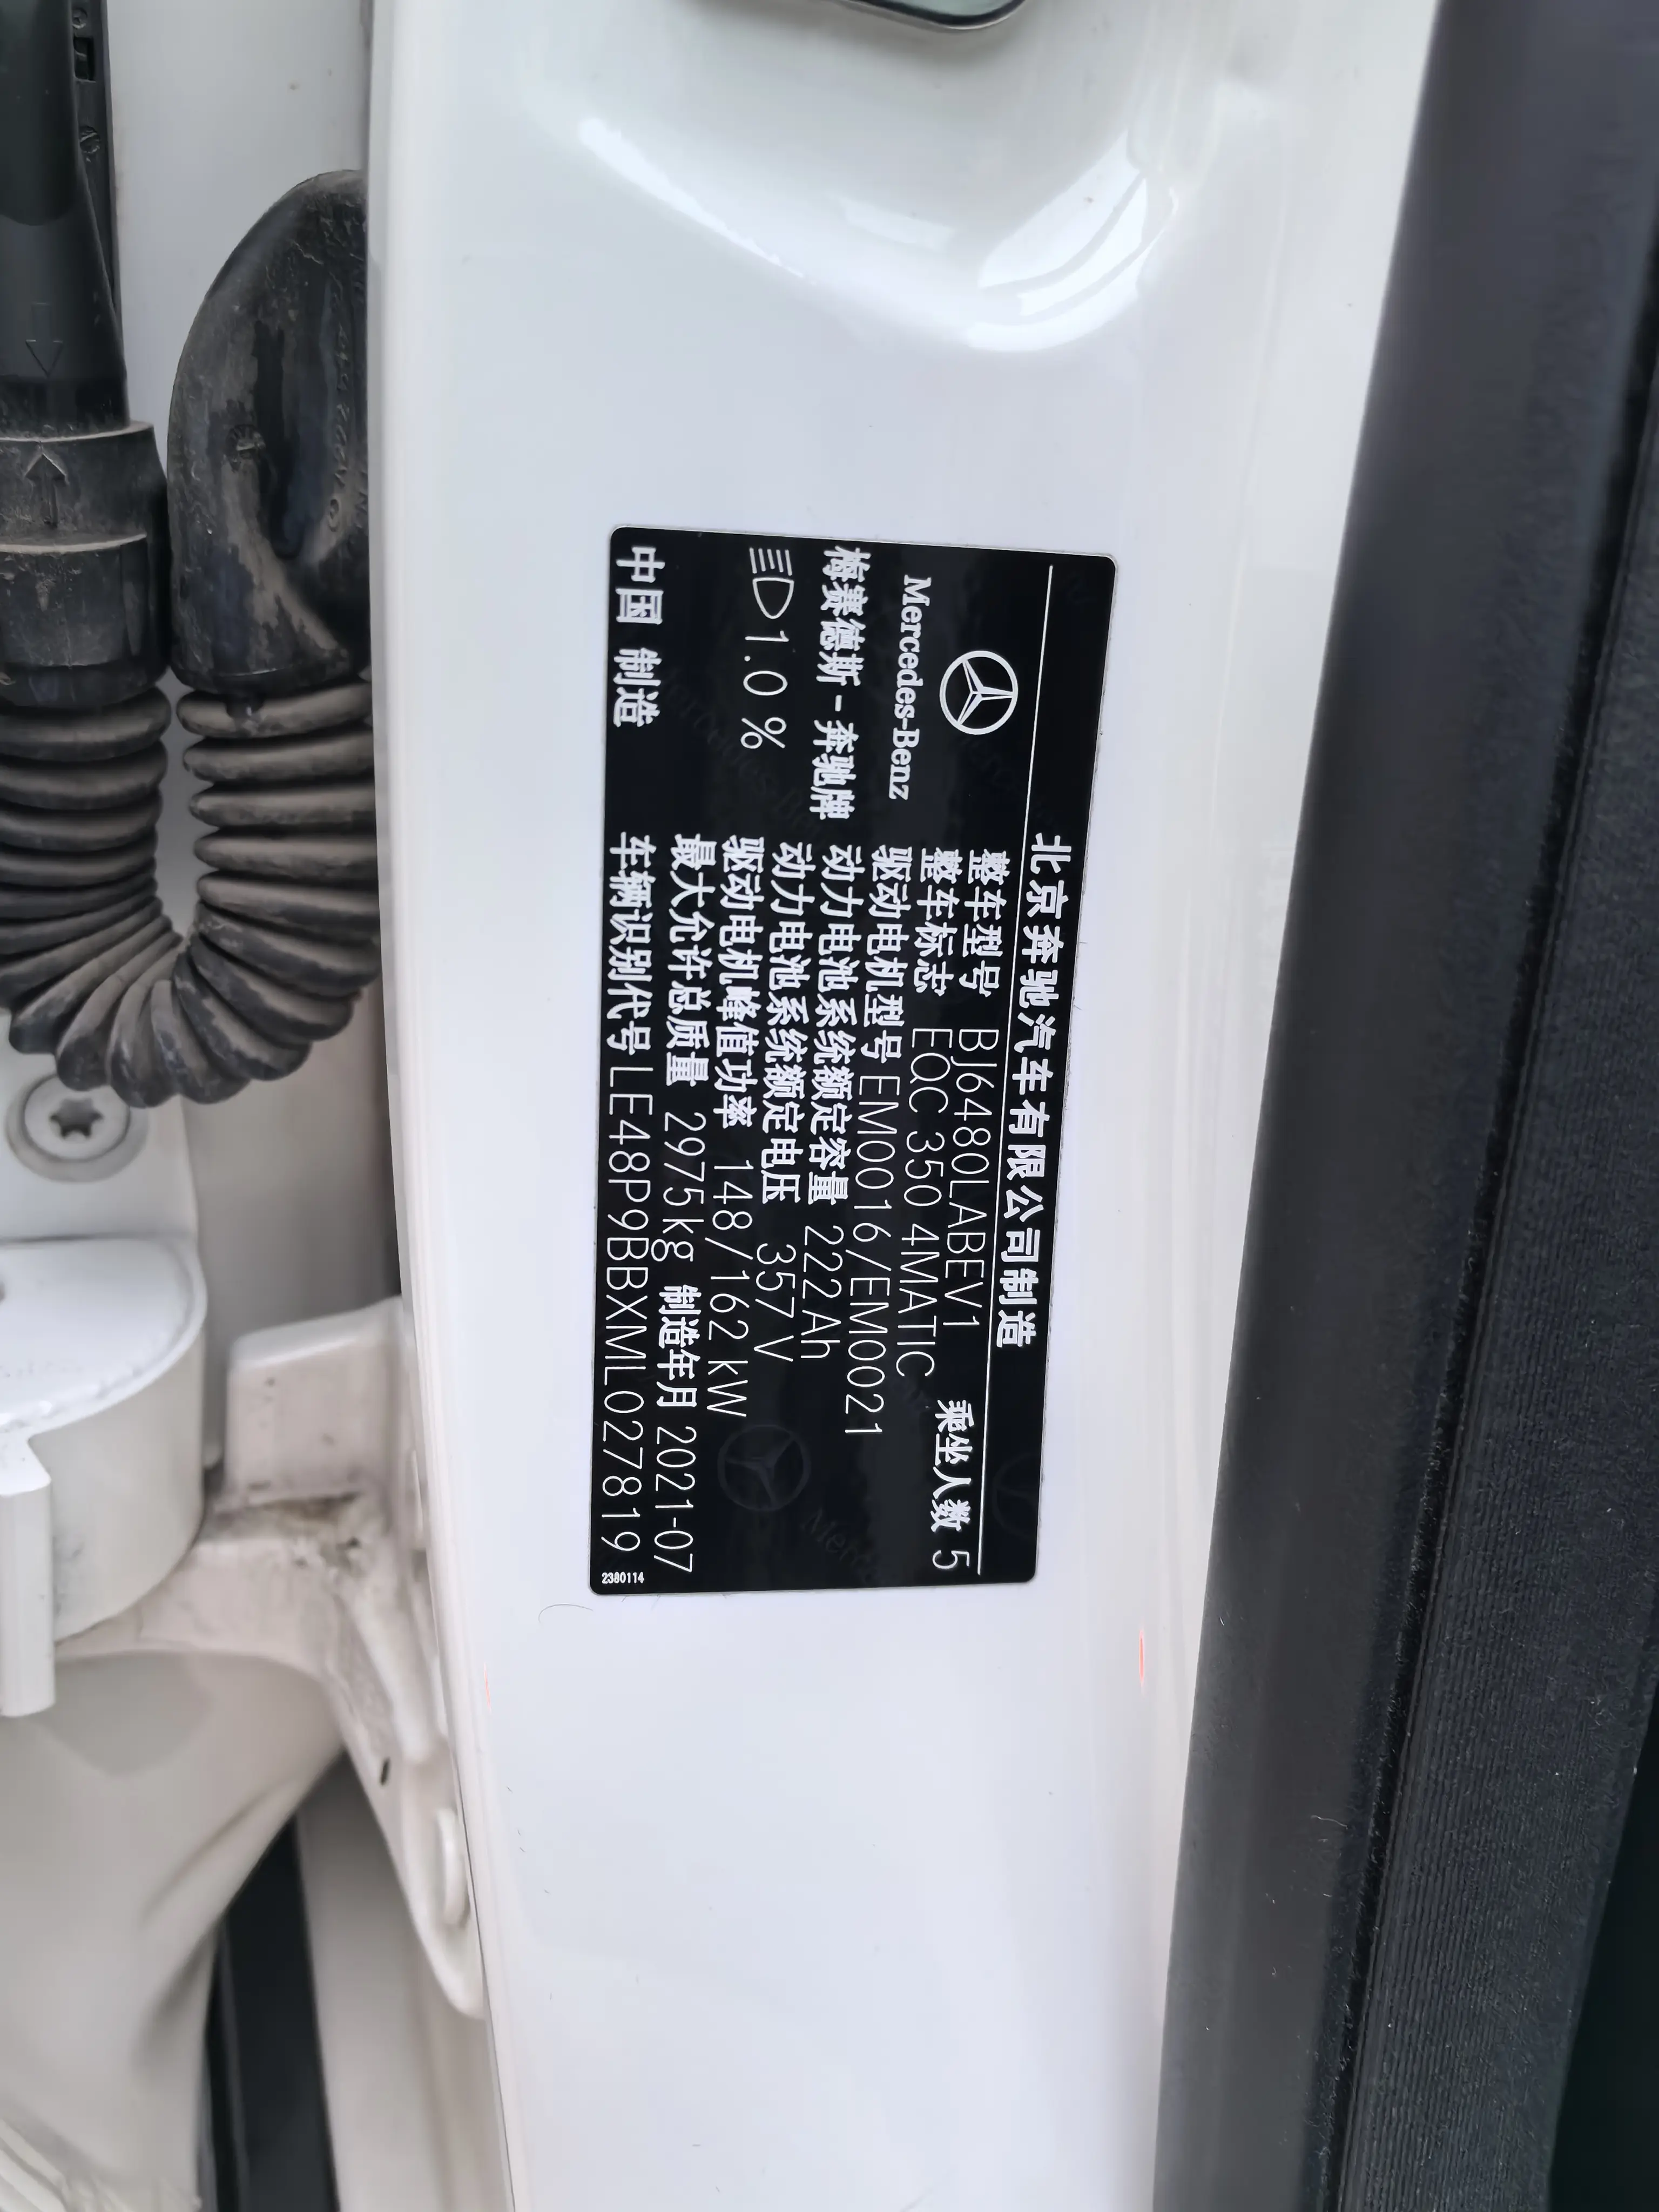 北京奔驰汽车有限公司制造
Mercedes-Benz
梅赛德斯-奔驰牌
1.0 %
中国 制造
整车型号 BJ6480LABEV1
乘坐人数 5
整车标志 EQC 350 4MATIC
驱动电机型号 EM0016/EM0021
动力电池系统额定容量 222 Ah
动力电池系统额定电压 357 V
驱动电机峰值功率 148/162 kW
最大允许总质量 2975kg 制造年月 2021-07
车辆识别代号 LE48P9BBXML027819
2380114